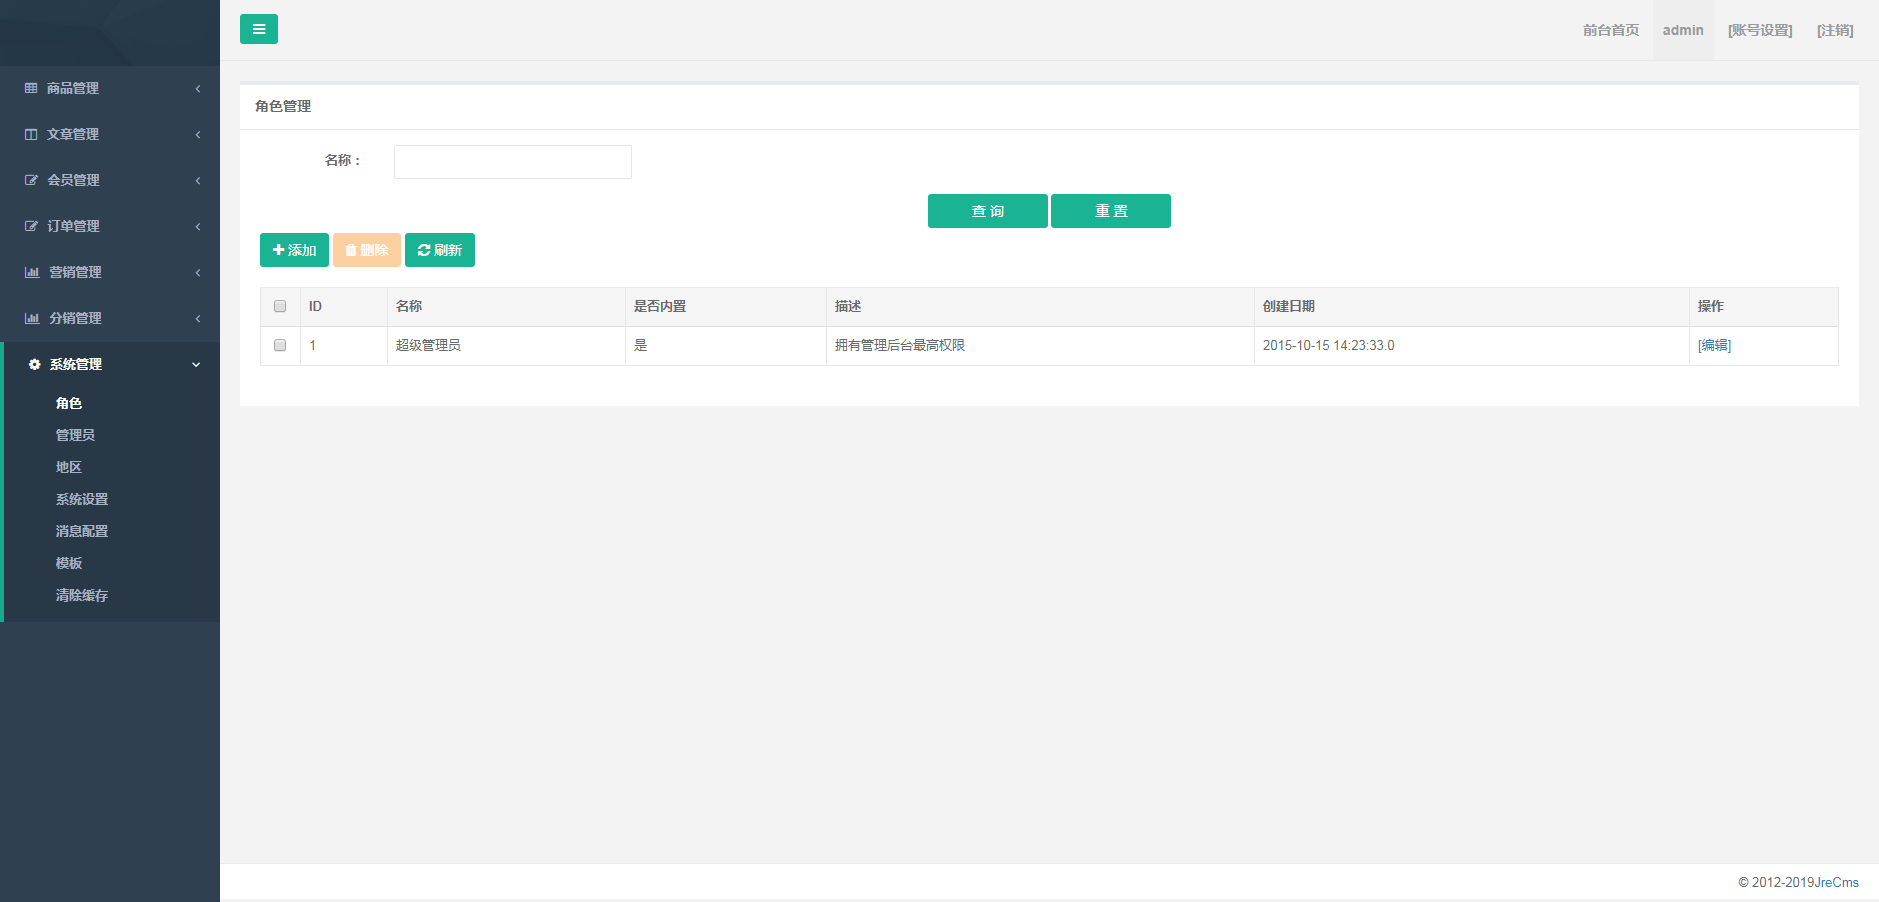 前台首页 admin [账号设置] [注销]
商品管理
文章管理
会员管理
订单管理
营销管理
分销管理
系统管理
角色
管理员
地区
系统设置
消息配置
模板
清除缓存
角色管理
名称：
查 询 重 置
添加 删除 刷新
ID 名称 是否内置 描述 创建日期 操作
1 超级管理员 是 拥有管理后台最高权限 2015-10-15 14:23:33.0 [编辑]
© 2012-2019JreCms